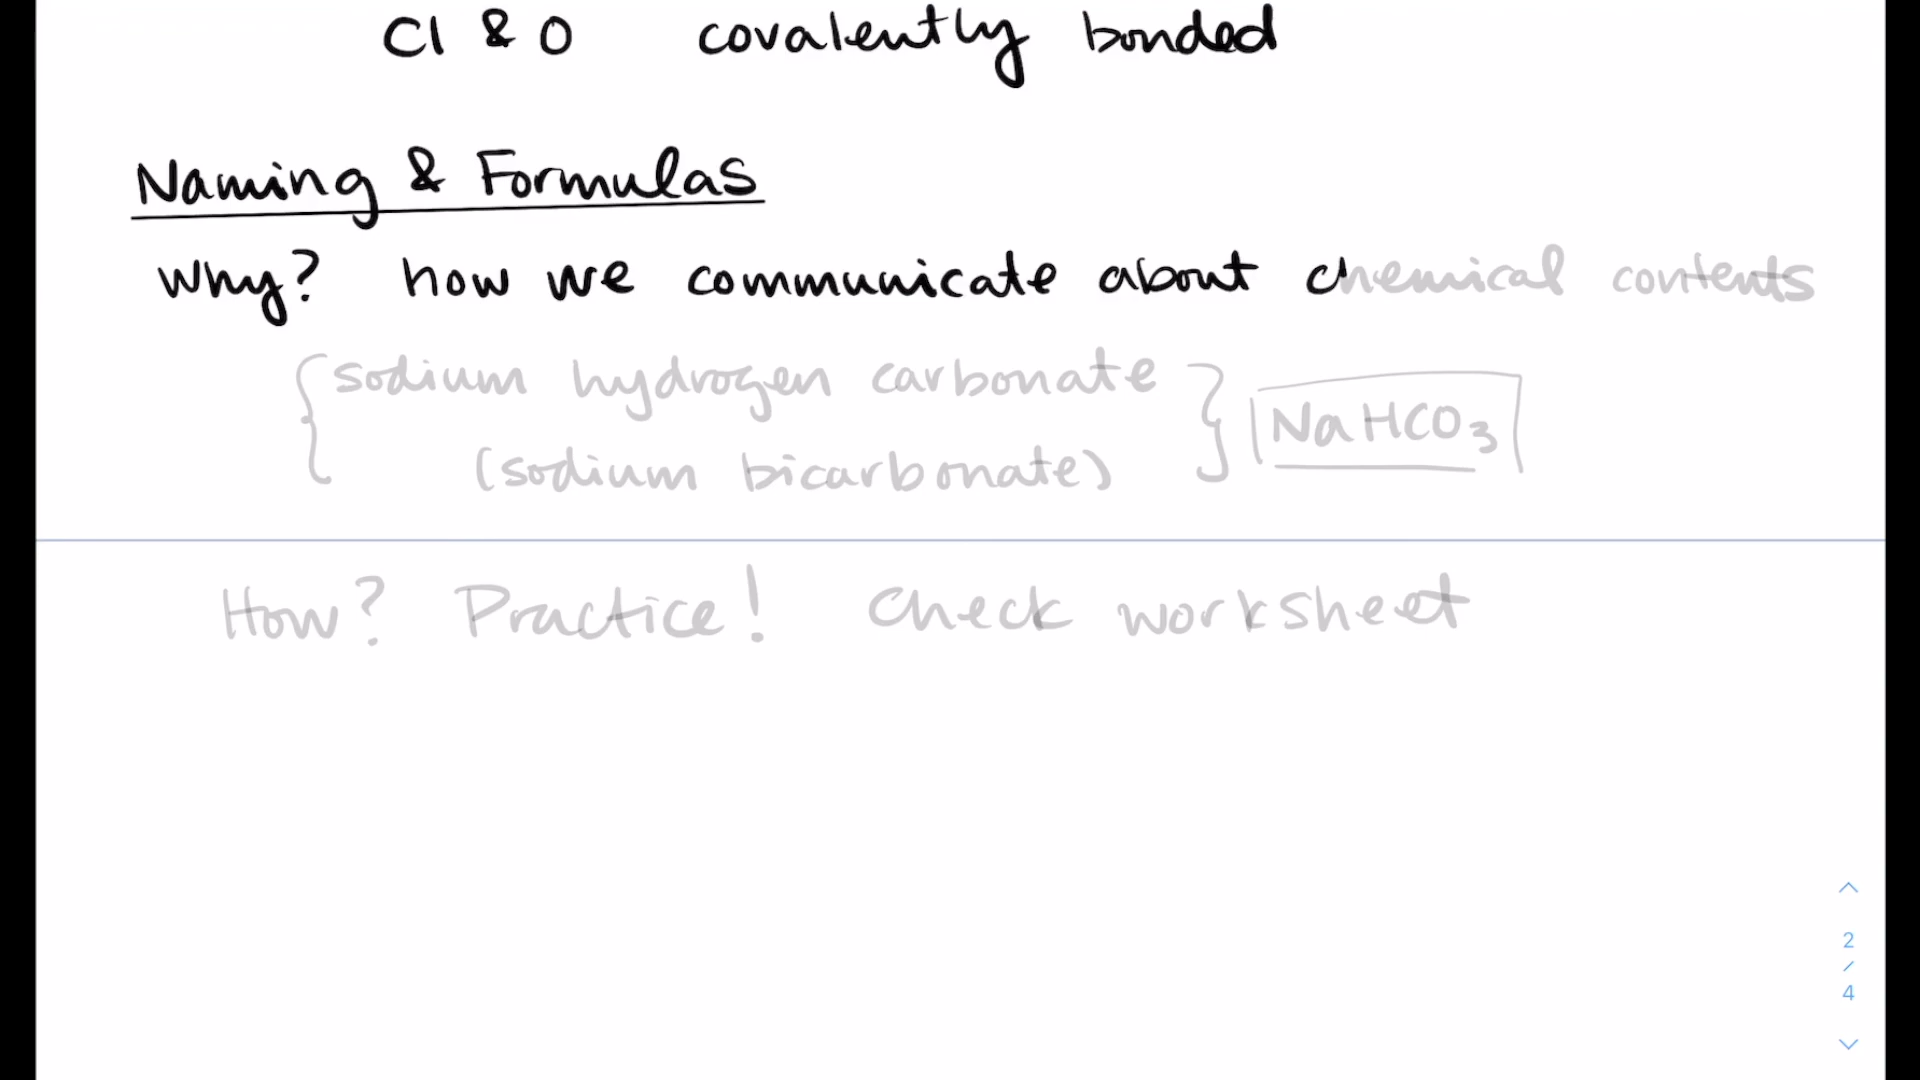 Cl & O covalently bonded
Naming & Formulas
Why? how we communicate about chemical contents
{sodium hydrogen carbonate
(sodium bicarbonate)} NaHCO₃
How? Practice! Check worksheet
2
/
4